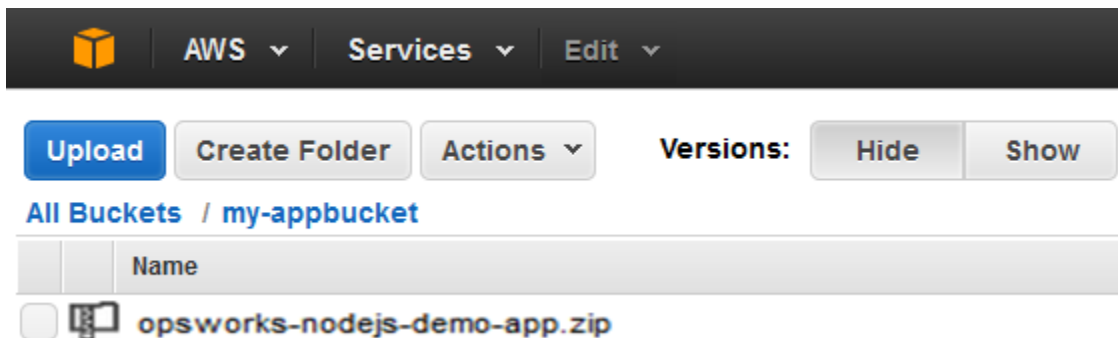 AWS Services Edit
Upload Create Folder Actions Versions: Hide Show
All Buckets / my-appbucket
Name
opsworks-nodejs-demo-app.zip